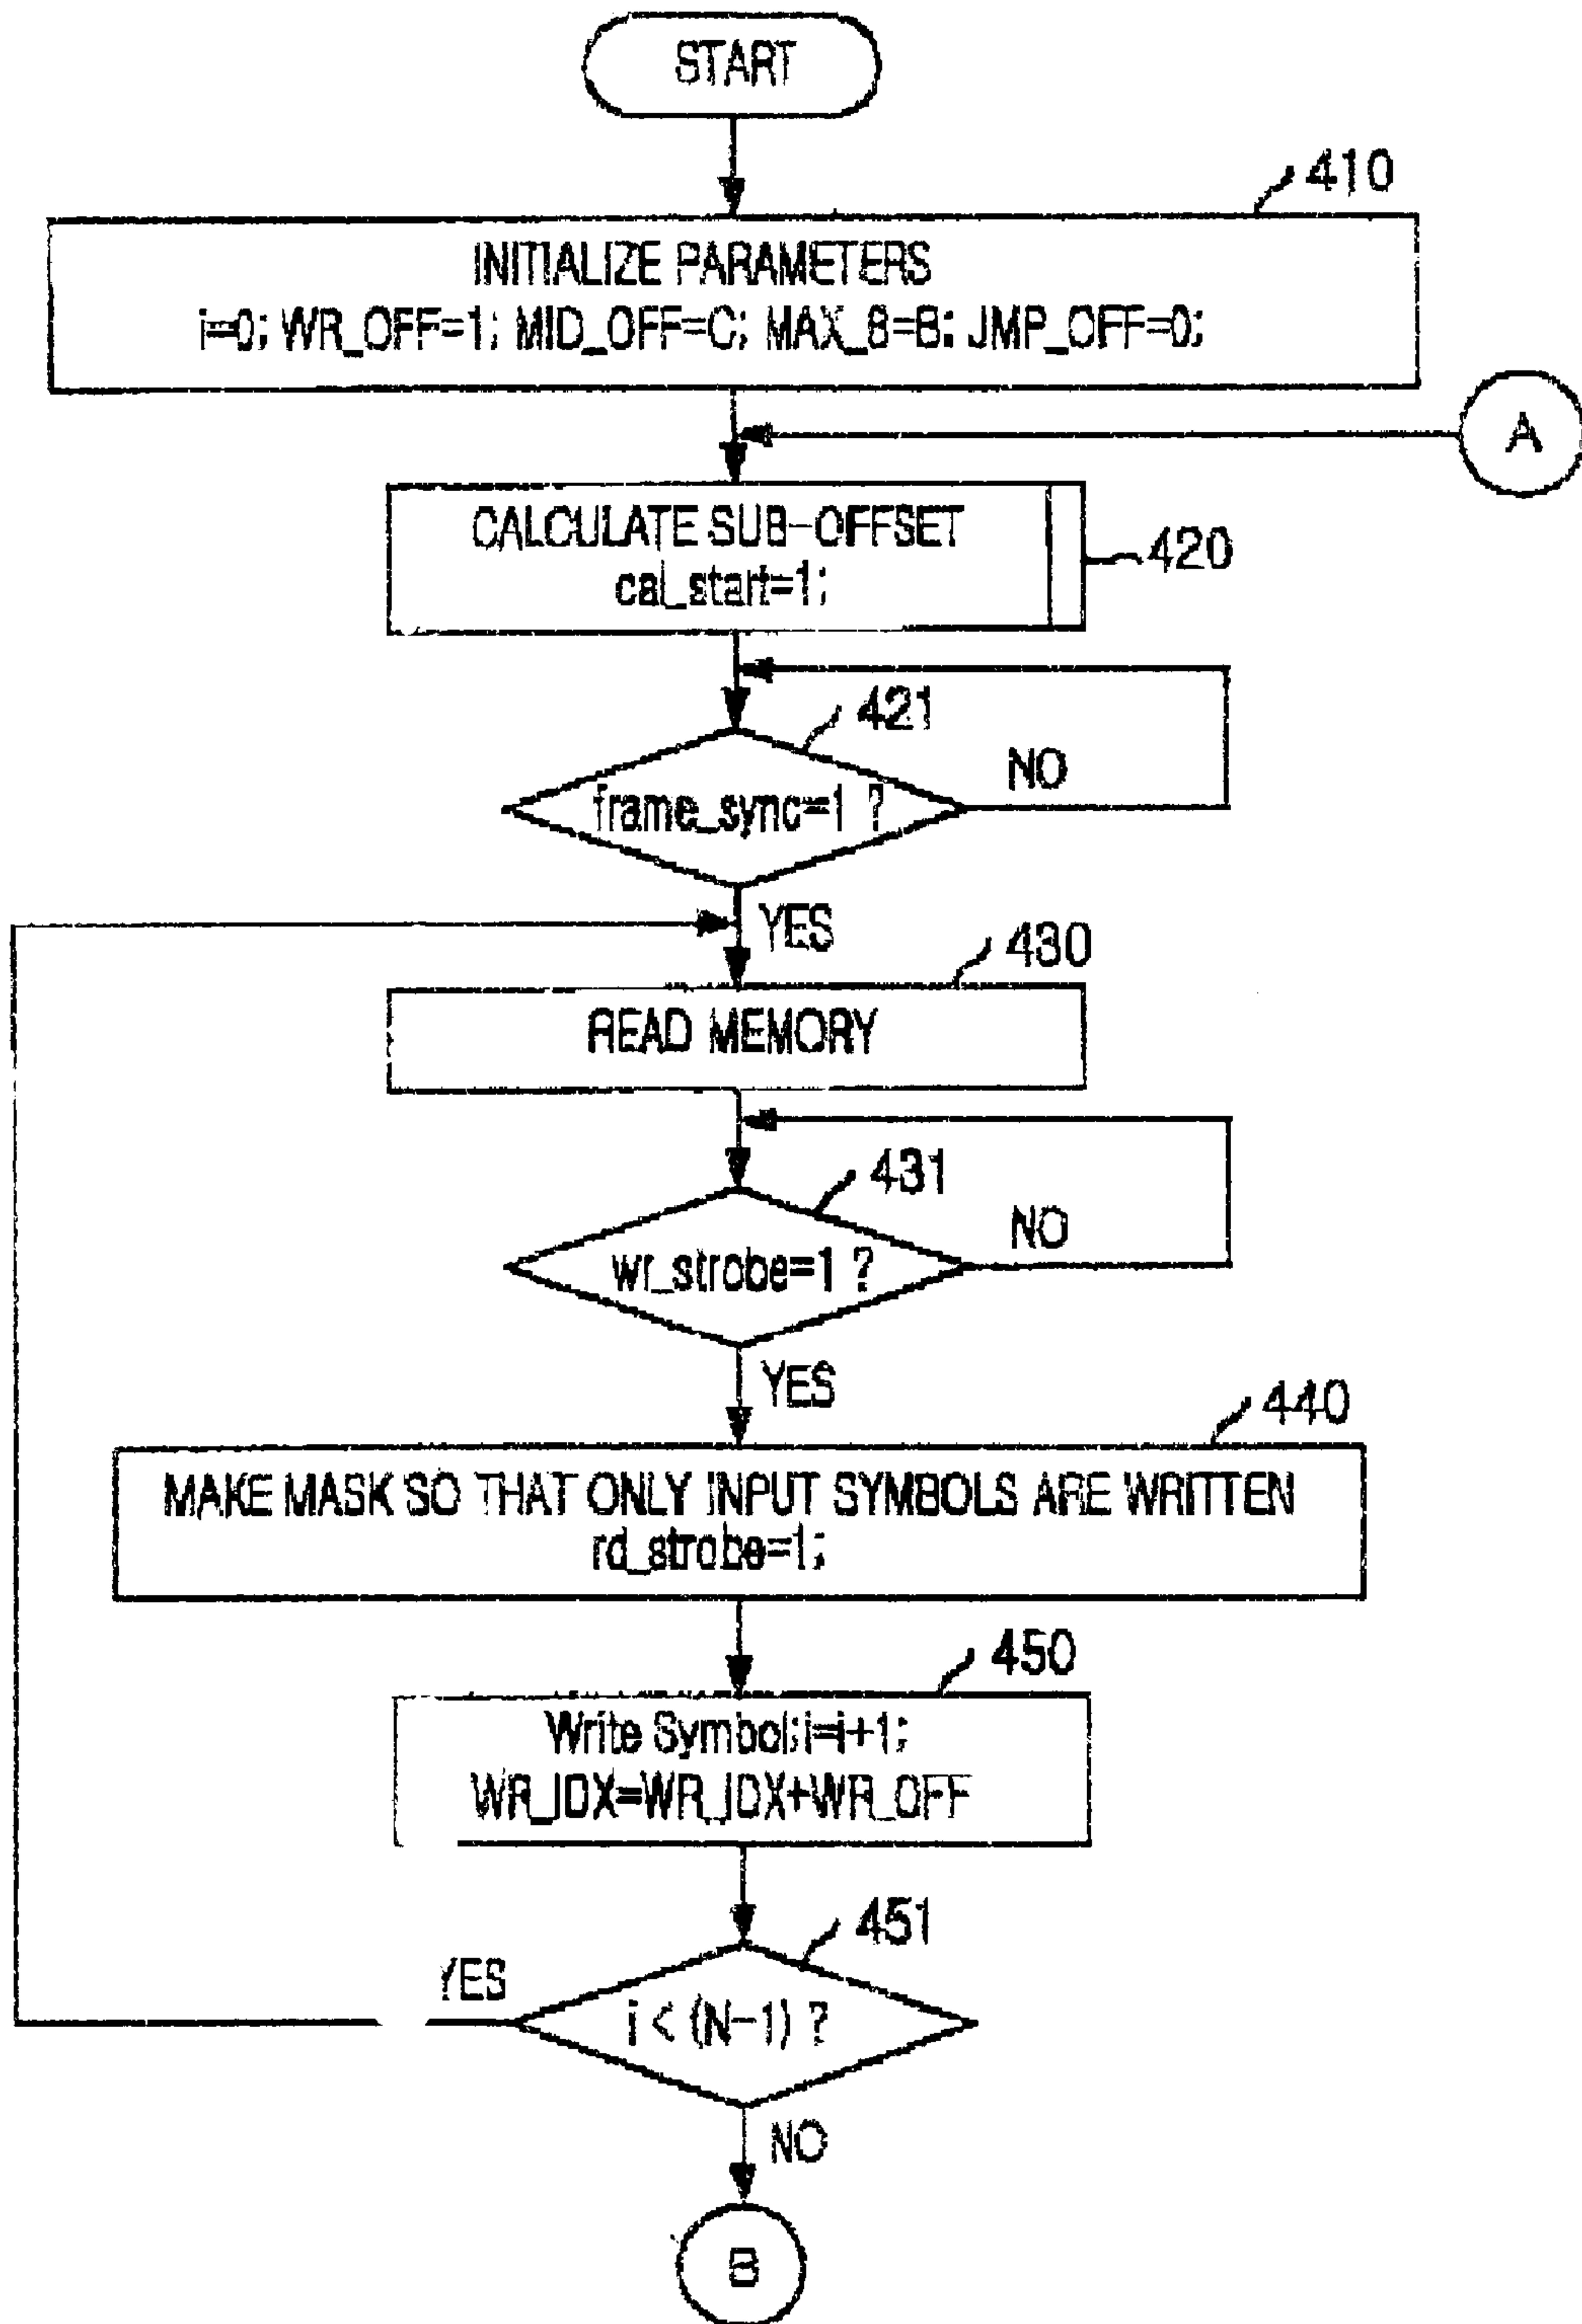 START
410
INITIALIZE PARAMETERS
i=0; WR_OFF=1; MID_OFF=C; MAX_B=B; JMP_OFF=0;
A
CALCULATE SUB-OFFSET
cal_start=1;
420
421
frame_sync=1 ?
NO
YES
430
READ MEMORY
431
wr_strobe=1 ?
NO
YES
440
MAKE MASK SO THAT ONLY INPUT SYMBOLS ARE WRITTEN
rd_strobe=1;
450
Write Symbol;i=i+1;
WR_IDX=WR_IDX+WR_OFF
451
YES
i < (N-1) ?
NO
B